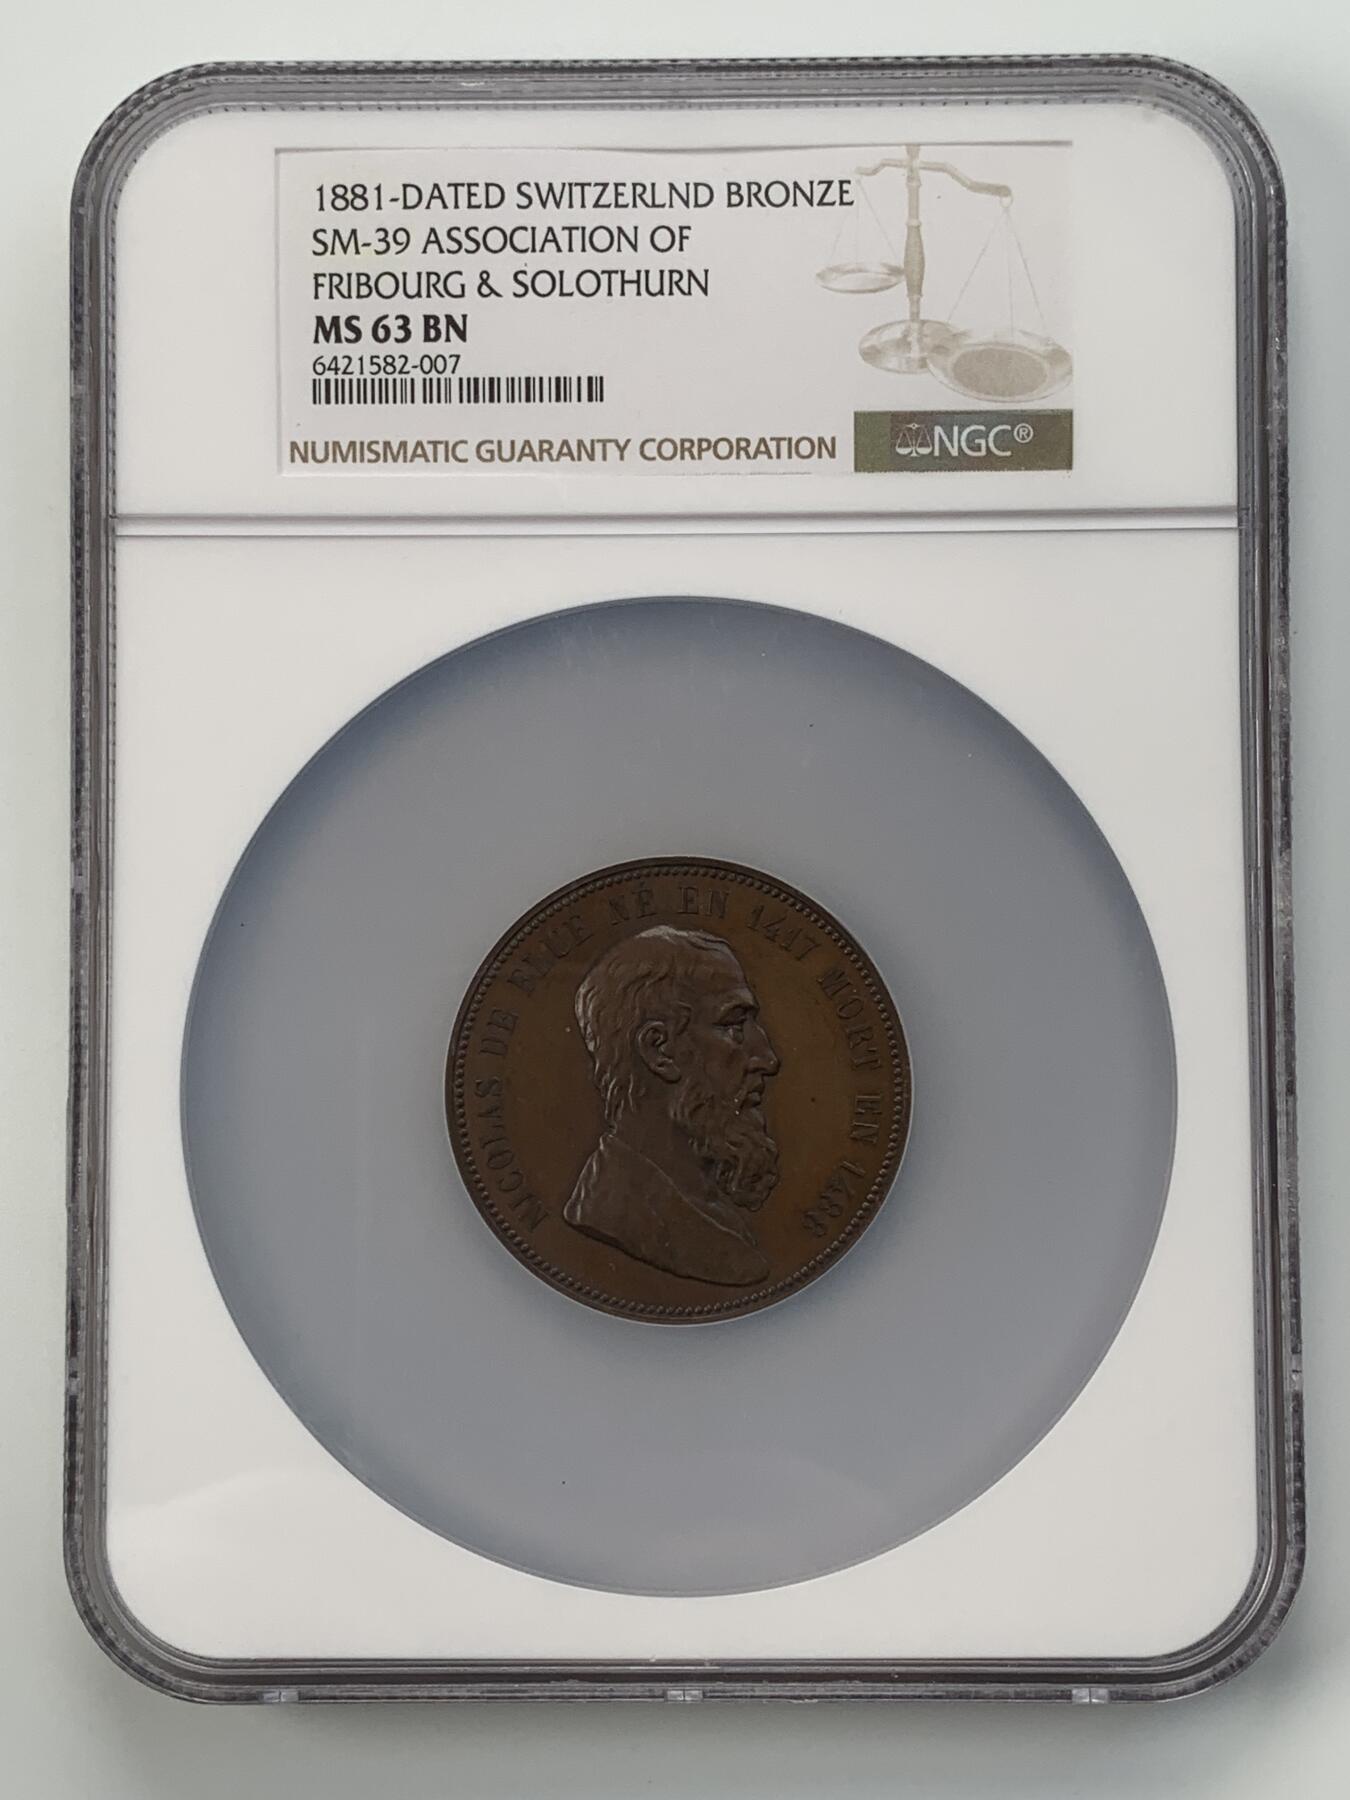 1881-DATED SWITZERLND BRONZE
SM-39 ASSOCIATION OF
FRIBOURG & SOLOTHURN
MS 63 BN
6421582-007
NUMISMATIC GUARANTY CORPORATION
NGC®
NICOLAS DE FLUE NÉ EN 1417 MORT EN 1488